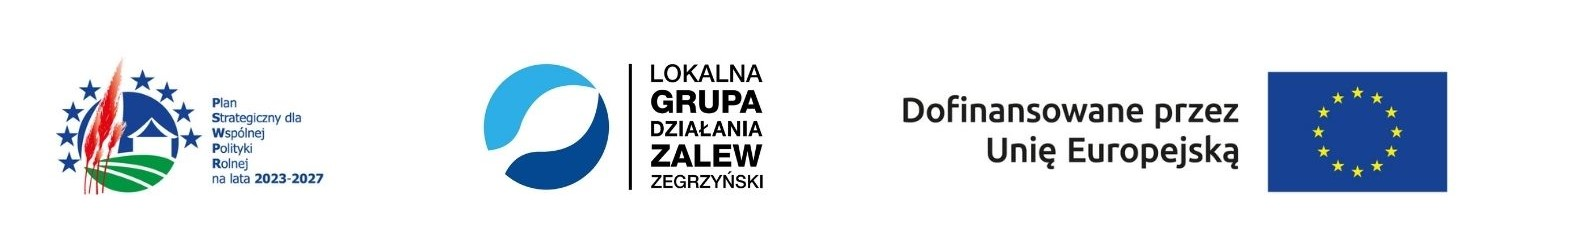 Plan
Strategiczny dla
Wspólnej
Polityki
Rolnej
na lata 2023-2027
LOKALNA
GRUPA
DZIAŁANIA
ZALEW
ZEGRZYŃSKI
Dofinansowane przez
Unię Europejską